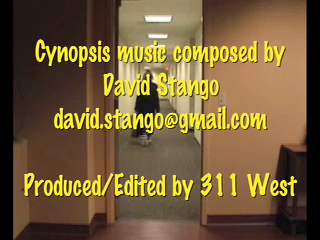 Cynopsis music composed by
David Stango
david.stango@gmail.com
Produced/Edited by 311 West